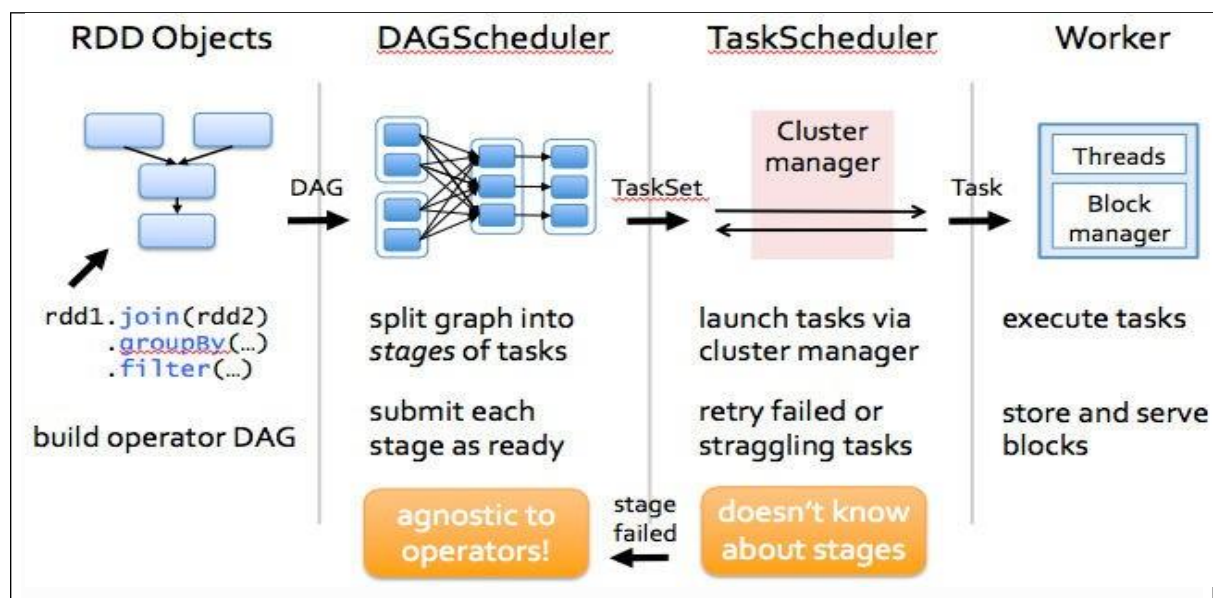 RDD Objects
DAGScheduler
TaskScheduler
Worker
DAG
TaskSet
Cluster
manager
Task
Threads
Block
manager
rdd1.join(rdd2)
.groupBy(…)
.filter(…)
build operator DAG
split graph into
stages of tasks
submit each
stage as ready
agnostic to
operators!
stage
failed
launch tasks via
cluster manager
retry failed or
straggling tasks
doesn't know
about stages
execute tasks
store and serve
blocks